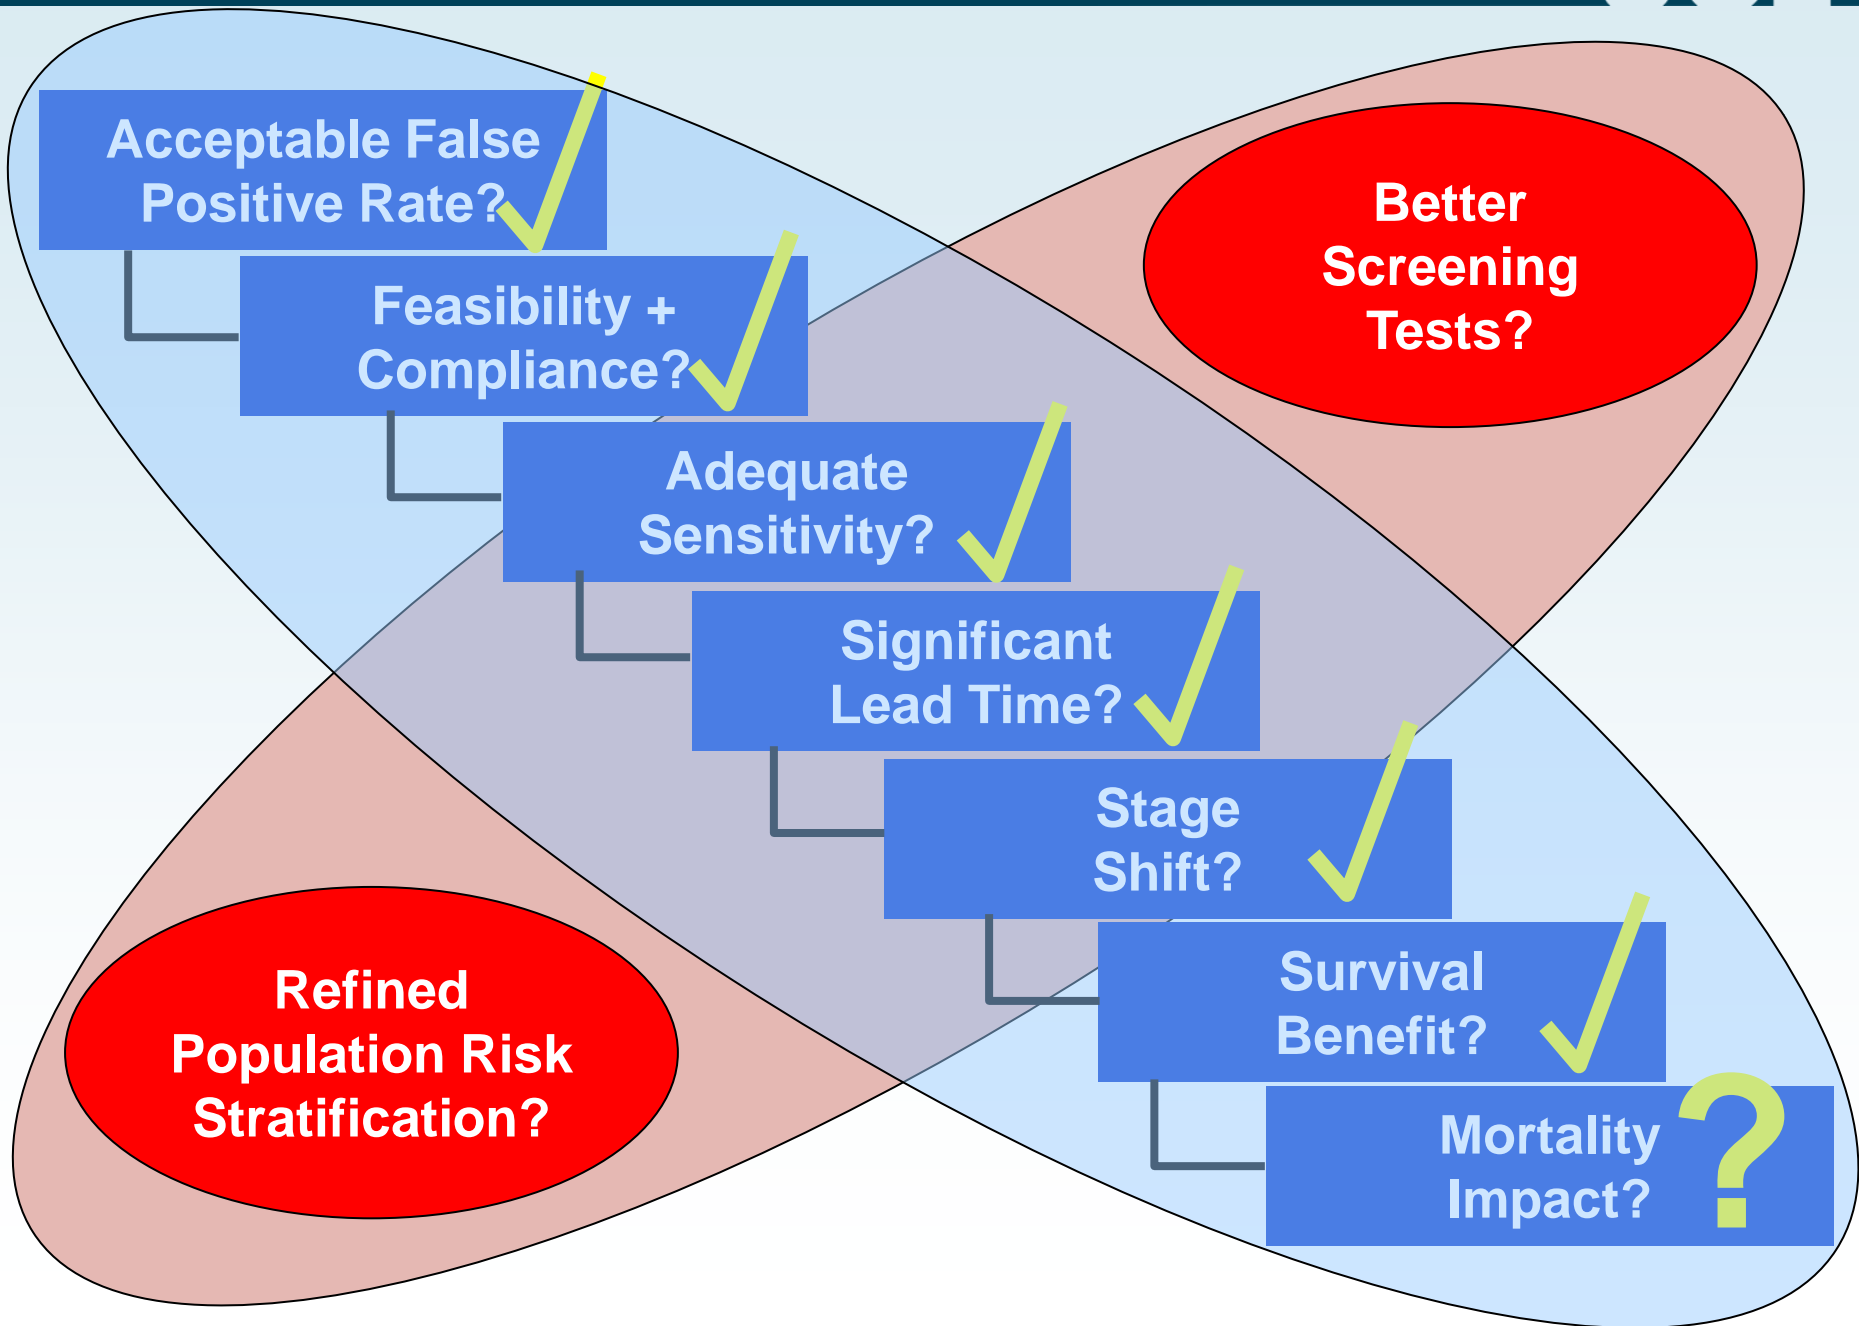 Acceptable False
Positive Rate?
Feasibility +
Compliance?
Adequate
Sensitivity?
Significant
Lead Time?
Stage
Shift?
Survival
Benefit?
Mortality
Impact?
?
Better
Screening
Tests?
Refined
Population Risk
Stratification?